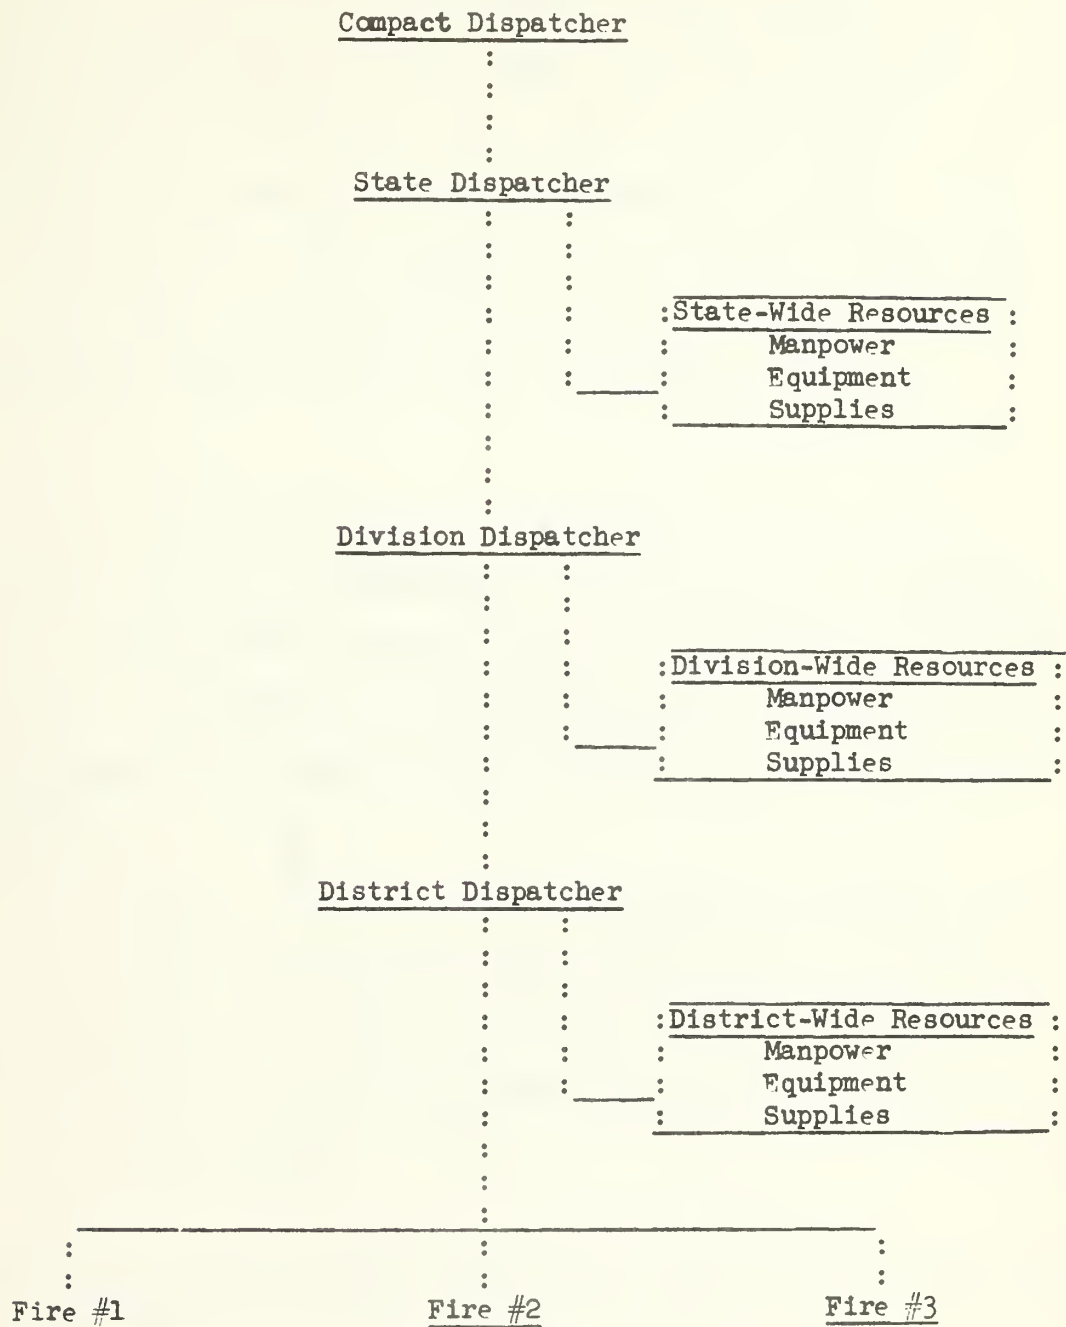 Compact Dispatcher
State Dispatcher
State-Wide Resources
Manpower
Equipment
Supplies
Division Dispatcher
Division-Wide Resources
Manpower
Equipment
Supplies
District Dispatcher
District-Wide Resources
Manpower
Equipment
Supplies
Fire #1 Fire #2 Fire #3